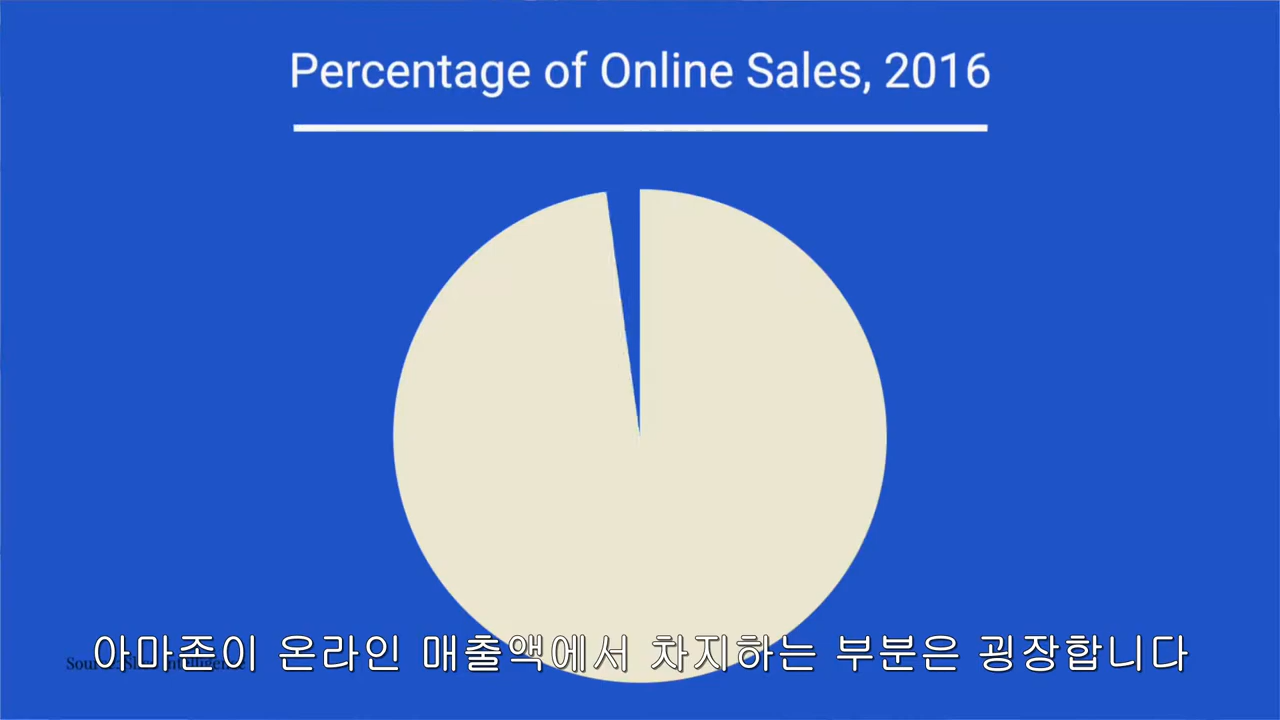 Percentage of Online Sales, 2016
아마존이 온라인 매출액에서 차지하는 부분은 굉장합니다